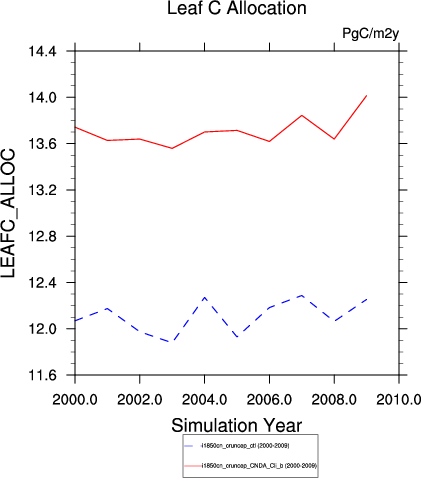 Leaf C Allocation
PgC/m2y
14.4
14.0
13.6
13.2
12.8
12.4
12.0
11.6
LEAFC_ALLOC
2000.0 2002.0 2004.0 2006.0 2008.0 2010.0
Simulation Year
i1850cn_cruncep_ctl (2000-2009)
i1850cn_cruncep_CNDA_Cli_b (2000-2009)